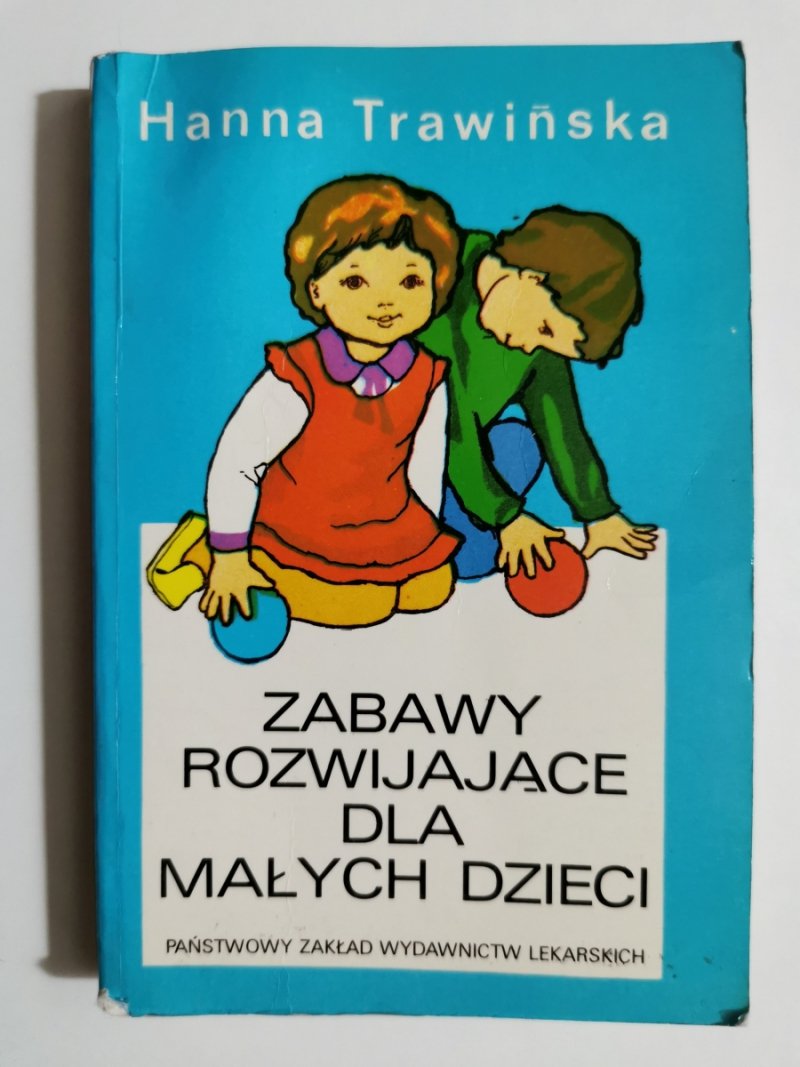 Hanna Trawińska
ZABAWY
ROZWIJAJĄCE
DLA
MAŁYCH DZIECI
PAŃSTWOWY ZAKŁAD WYDAWNICTW LEKARSKICH